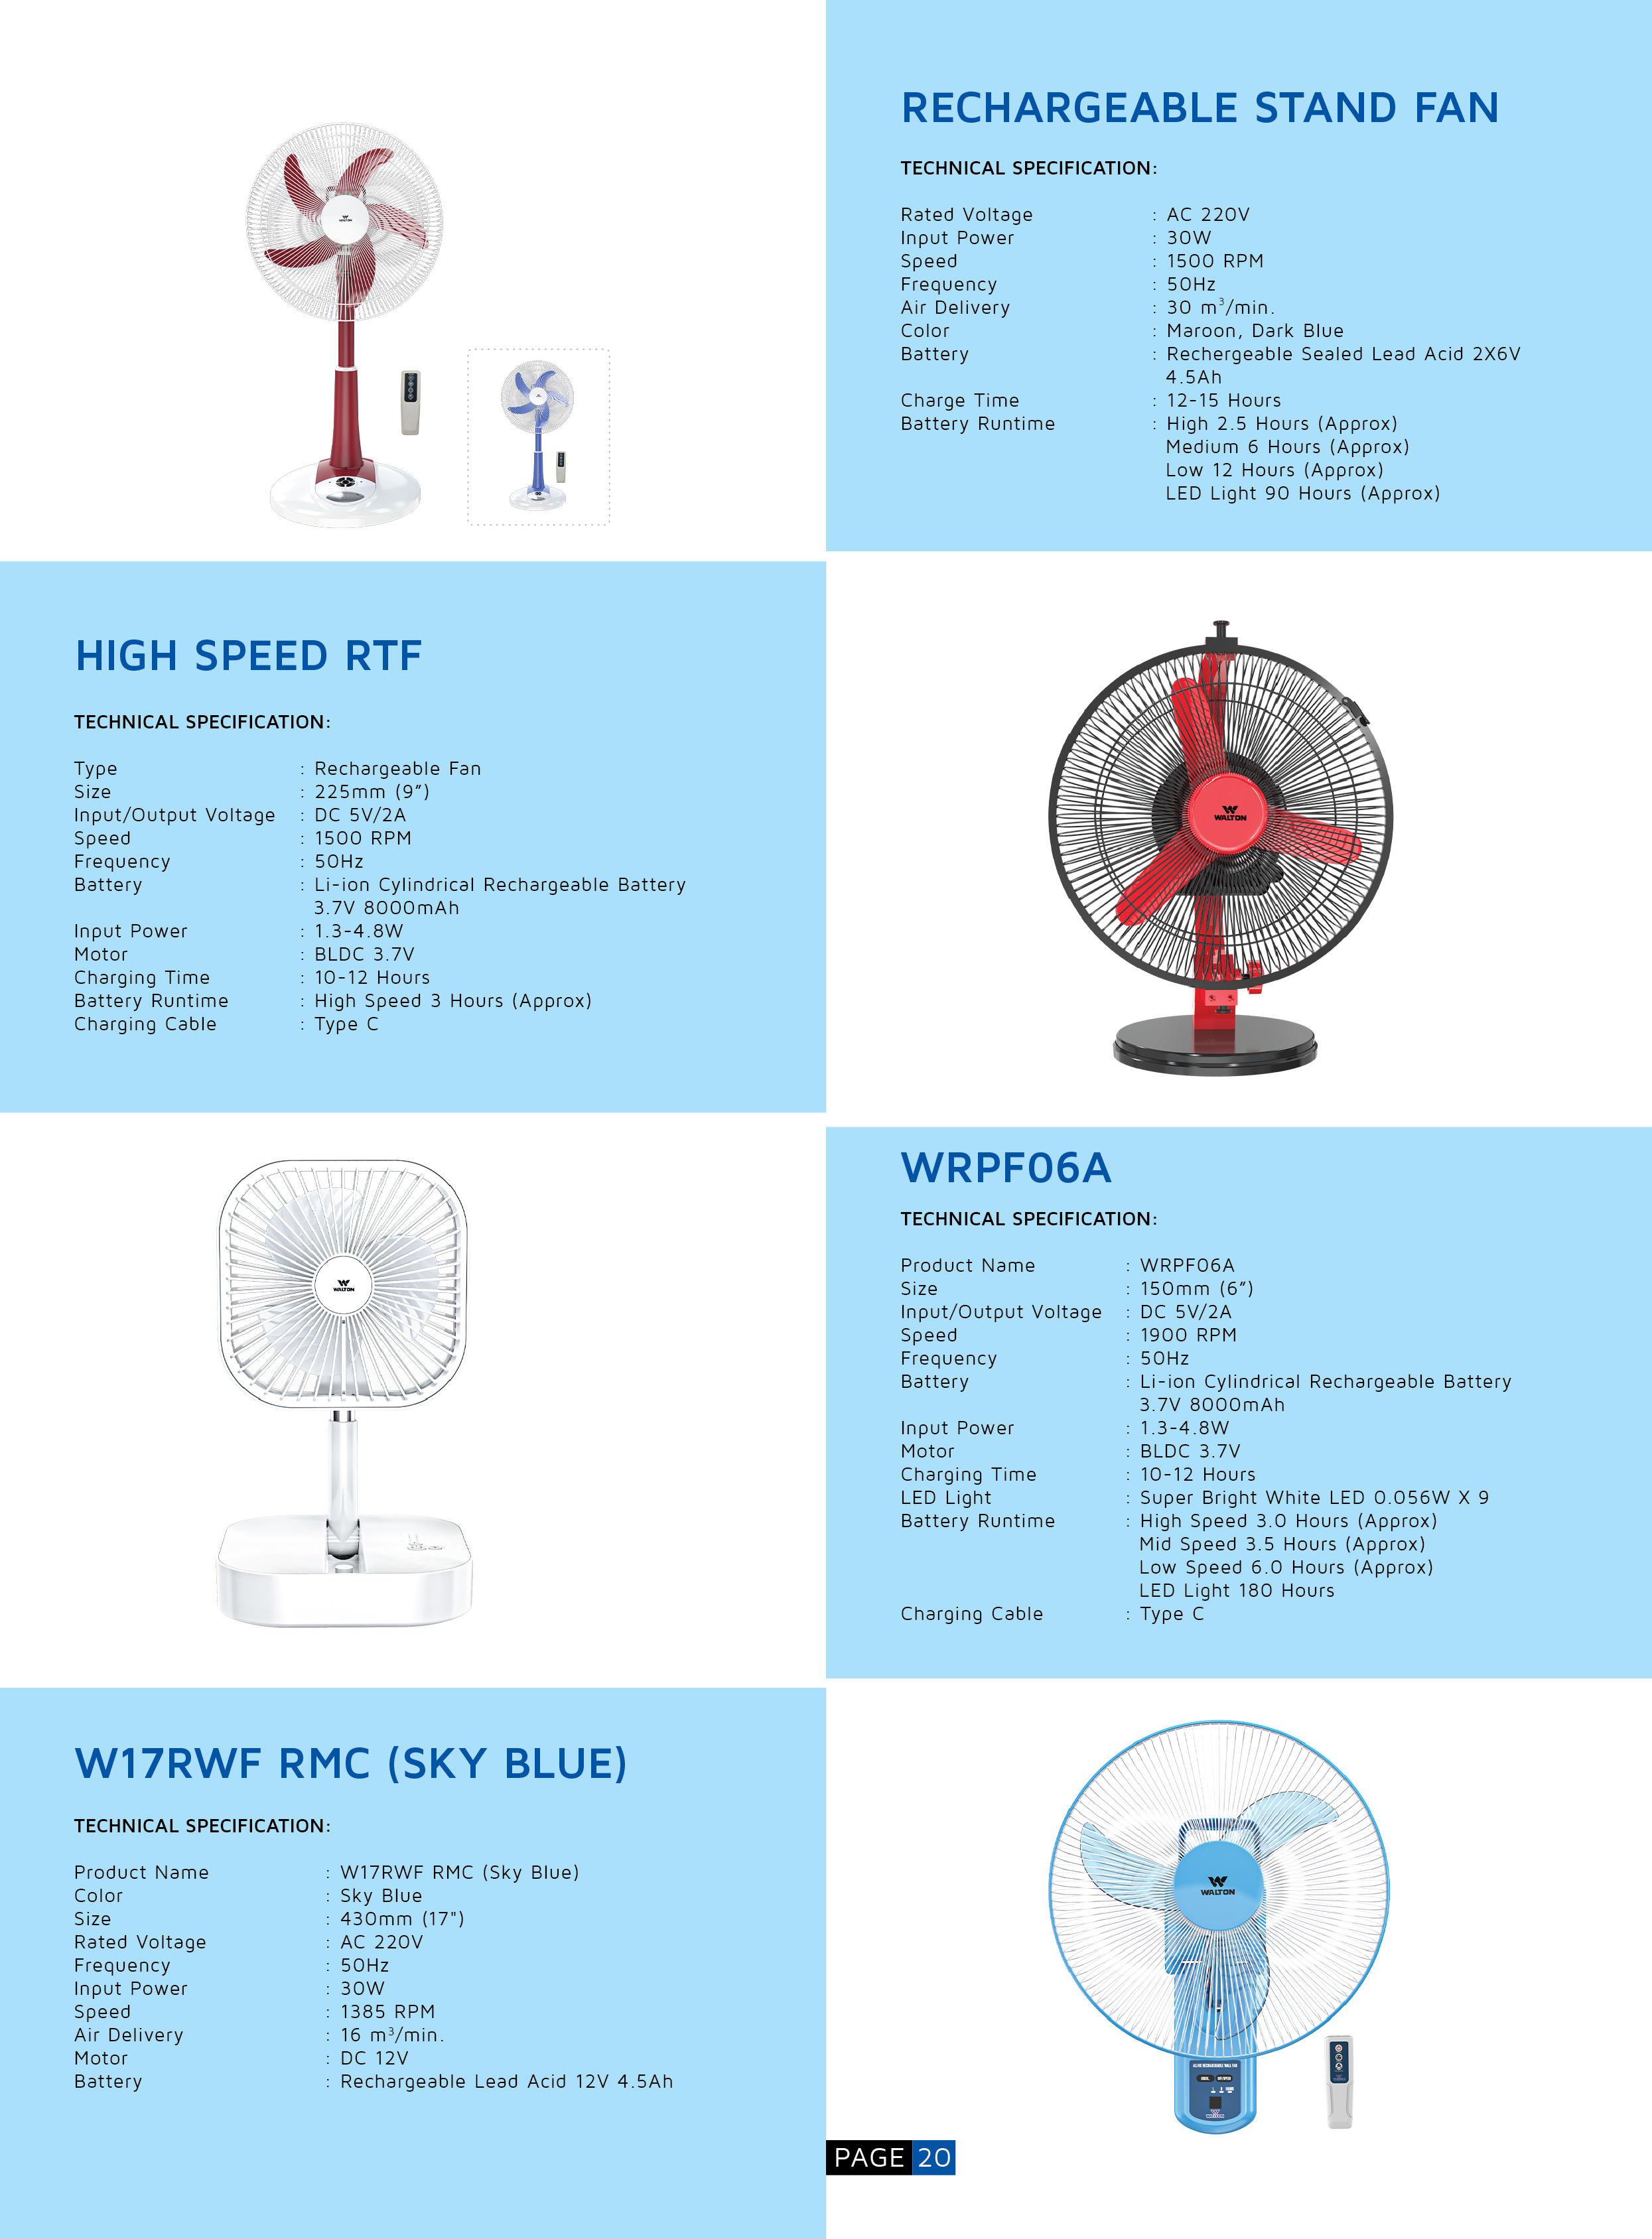 WALTON
RECHARGEABLE STAND FAN
TECHNICAL SPECIFICATION:
Rated Voltage : AC 220V
Input Power : 30W
Speed : 1500 RPM
Frequency : 50Hz
Air Delivery : 30 m³/min.
Color : Maroon, Dark Blue
Battery : Rechergeable Sealed Lead Acid 2X6V
4.5Ah
Charge Time : 12-15 Hours
Battery Runtime : High 2.5 Hours (Approx)
Medium 6 Hours (Approx)
Low 12 Hours (Approx)
LED Light 90 Hours (Approx)
HIGH SPEED RTF
TECHNICAL SPECIFICATION:
Type : Rechargeable Fan
Size : 225mm (9”)
Input/Output Voltage : DC 5V/2A
Speed : 1500 RPM
Frequency : 50Hz
Battery : Li-ion Cylindrical Rechargeable Battery
3.7V 8000mAh
Input Power : 1.3-4.8W
Motor : BLDC 3.7V
Charging Time : 10-12 Hours
Battery Runtime : High Speed 3 Hours (Approx)
Charging Cable : Type C
WALTON
WALTON
WRPF06A
TECHNICAL SPECIFICATION:
Product Name : WRPF06A
Size : 150mm (6”)
Input/Output Voltage : DC 5V/2A
Speed : 1900 RPM
Frequency : 50Hz
Battery : Li-ion Cylindrical Rechargeable Battery
3.7V 8000mAh
Input Power : 1.3-4.8W
Motor : BLDC 3.7V
Charging Time : 10-12 Hours
LED Light : Super Bright White LED 0.056W X 9
Battery Runtime : High Speed 3.0 Hours (Approx)
Mid Speed 3.5 Hours (Approx)
Low Speed 6.0 Hours (Approx)
LED Light 180 Hours
Charging Cable : Type C
W17RWF RMC (SKY BLUE)
TECHNICAL SPECIFICATION:
Product Name : W17RWF RMC (Sky Blue)
Color : Sky Blue
Size : 430mm (17")
Rated Voltage : AC 220V
Frequency : 50Hz
Input Power : 30W
Speed : 1385 RPM
Air Delivery : 16 m³/min.
Motor : DC 12V
Battery : Rechargeable Lead Acid 12V 4.5Ah
WALTON
AC/DC RECHARGEABLE WALL FAN
WALTON
PAGE 20